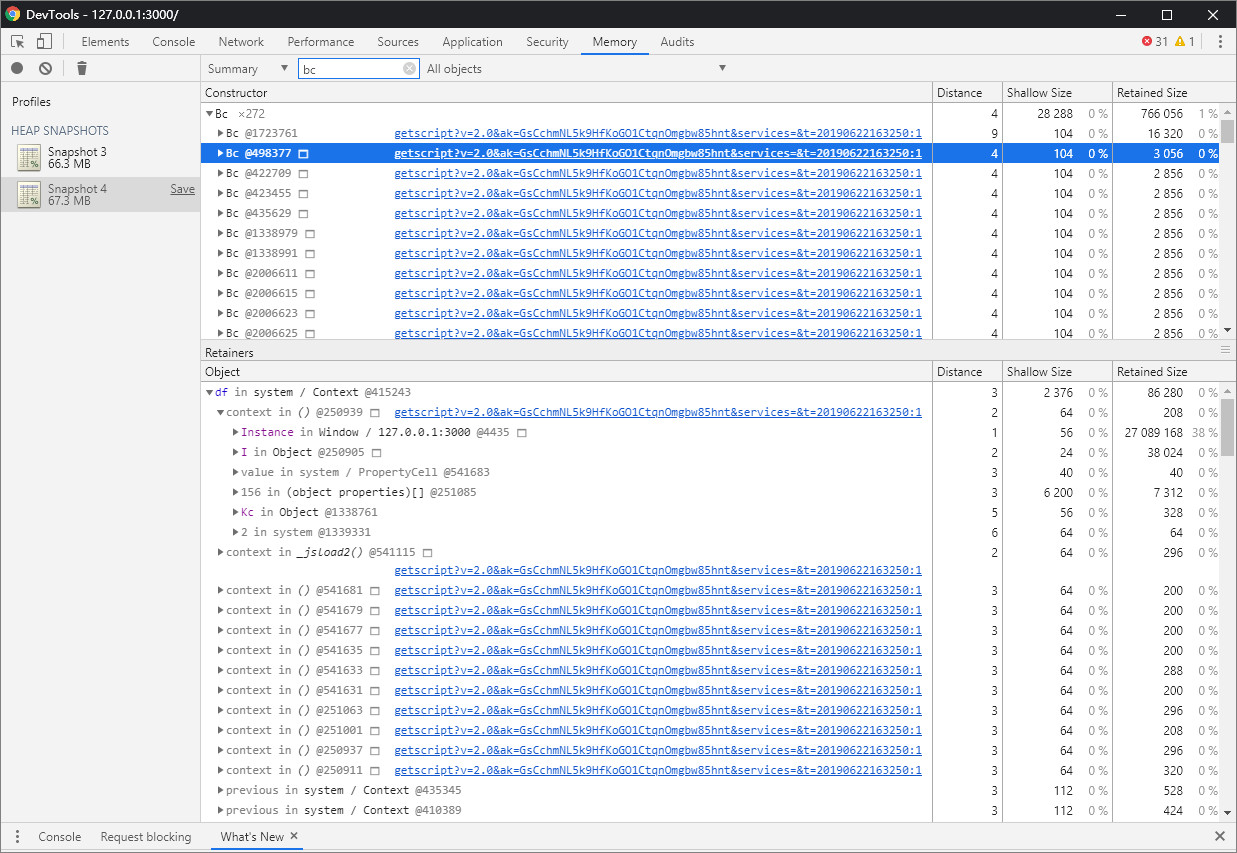 DevTools - 127.0.0.1:3000/
Elements Console Network Performance Sources Application Security Memory Audits 31 1
Summary bc All objects
Profiles
HEAP SNAPSHOTS
Snapshot 3
66.3 MB
Snapshot 4 Save
67.3 MB
Constructor Distance Shallow Size Retained Size
Bc ×272 4 28 288 0 % 766 056 1 %
Bc @1723761 getscript?v=2.0&ak=GsCchmNL5k9HfKoGO1CtqnOmgbw85hnt&services=&t=20190622163250:1 9 104 0 % 16 320 0 %
Bc @498377 getscript?v=2.0&ak=GsCchmNL5k9HfKoGO1CtqnOmgbw85hnt&services=&t=20190622163250:1 4 104 0 % 3 056 0 %
Bc @422709 getscript?v=2.0&ak=GsCchmNL5k9HfKoGO1CtqnOmgbw85hnt&services=&t=20190622163250:1 4 104 0 % 2 856 0 %
Bc @423455 getscript?v=2.0&ak=GsCchmNL5k9HfKoGO1CtqnOmgbw85hnt&services=&t=20190622163250:1 4 104 0 % 2 856 0 %
Bc @435629 getscript?v=2.0&ak=GsCchmNL5k9HfKoGO1CtqnOmgbw85hnt&services=&t=20190622163250:1 4 104 0 % 2 856 0 %
Bc @1338979 getscript?v=2.0&ak=GsCchmNL5k9HfKoGO1CtqnOmgbw85hnt&services=&t=20190622163250:1 4 104 0 % 2 856 0 %
Bc @1338991 getscript?v=2.0&ak=GsCchmNL5k9HfKoGO1CtqnOmgbw85hnt&services=&t=20190622163250:1 4 104 0 % 2 856 0 %
Bc @2006611 getscript?v=2.0&ak=GsCchmNL5k9HfKoGO1CtqnOmgbw85hnt&services=&t=20190622163250:1 4 104 0 % 2 856 0 %
Bc @2006615 getscript?v=2.0&ak=GsCchmNL5k9HfKoGO1CtqnOmgbw85hnt&services=&t=20190622163250:1 4 104 0 % 2 856 0 %
Bc @2006623 getscript?v=2.0&ak=GsCchmNL5k9HfKoGO1CtqnOmgbw85hnt&services=&t=20190622163250:1 4 104 0 % 2 856 0 %
Bc @2006625 getscript?v=2.0&ak=GsCchmNL5k9HfKoGO1CtqnOmgbw85hnt&services=&t=20190622163250:1 4 104 0 % 2 856 0 %
Retainers
Object Distance Shallow Size Retained Size
df in system / Context @415243 3 2 376 0 % 86 280 0 %
context in () @250939 getscript?v=2.0&ak=GsCchmNL5k9HfKoGO1CtqnOmgbw85hnt&services=&t=20190622163250:1 2 64 0 % 208 0 %
Instance in Window / 127.0.0.1:3000 @4435 1 56 0 % 27 089 168 38 %
I in Object @250905 2 24 0 % 38 024 0 %
value in system / PropertyCell @541683 3 40 0 % 40 0 %
156 in (object properties)[] @251085 3 6 200 0 % 7 312 0 %
Kc in Object @1338761 5 56 0 % 328 0 %
2 in system @1339331 6 64 0 % 64 0 %
context in _jsload2() @541115 2 64 0 % 296 0 %
getscript?v=2.0&ak=GsCchmNL5k9HfKoGO1CtqnOmgbw85hnt&services=&t=20190622163250:1
context in () @541681 getscript?v=2.0&ak=GsCchmNL5k9HfKoGO1CtqnOmgbw85hnt&services=&t=20190622163250:1 3 64 0 % 200 0 %
context in () @541679 getscript?v=2.0&ak=GsCchmNL5k9HfKoGO1CtqnOmgbw85hnt&services=&t=20190622163250:1 3 64 0 % 200 0 %
context in () @541677 getscript?v=2.0&ak=GsCchmNL5k9HfKoGO1CtqnOmgbw85hnt&services=&t=20190622163250:1 3 64 0 % 200 0 %
context in () @541635 getscript?v=2.0&ak=GsCchmNL5k9HfKoGO1CtqnOmgbw85hnt&services=&t=20190622163250:1 3 64 0 % 200 0 %
context in () @541633 getscript?v=2.0&ak=GsCchmNL5k9HfKoGO1CtqnOmgbw85hnt&services=&t=20190622163250:1 3 64 0 % 288 0 %
context in () @541631 getscript?v=2.0&ak=GsCchmNL5k9HfKoGO1CtqnOmgbw85hnt&services=&t=20190622163250:1 3 64 0 % 200 0 %
context in () @251063 getscript?v=2.0&ak=GsCchmNL5k9HfKoGO1CtqnOmgbw85hnt&services=&t=20190622163250:1 3 64 0 % 296 0 %
context in () @251001 getscript?v=2.0&ak=GsCchmNL5k9HfKoGO1CtqnOmgbw85hnt&services=&t=20190622163250:1 3 64 0 % 208 0 %
context in () @250937 getscript?v=2.0&ak=GsCchmNL5k9HfKoGO1CtqnOmgbw85hnt&services=&t=20190622163250:1 3 64 0 % 296 0 %
context in () @250911 getscript?v=2.0&ak=GsCchmNL5k9HfKoGO1CtqnOmgbw85hnt&services=&t=20190622163250:1 3 64 0 % 320 0 %
previous in system / Context @435345 3 112 0 % 528 0 %
previous in system / Context @410389 3 112 0 % 424 0 %
Console Request blocking What's New